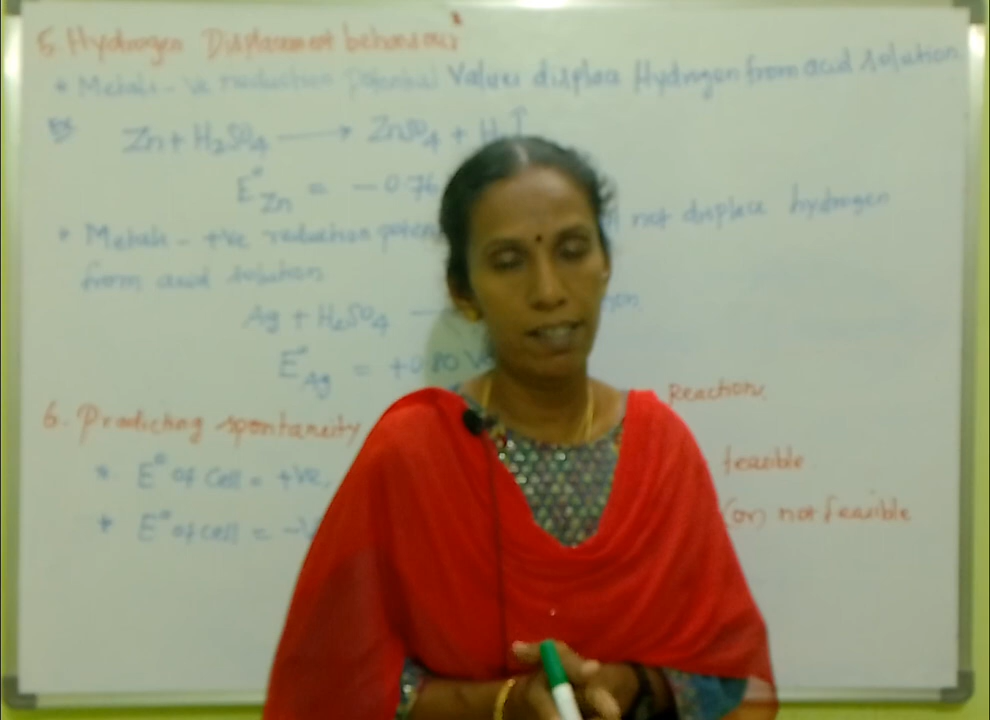 5. Hydrogen Displacement behaviour
* Metals - ve reduction potential Values displace Hydrogen from acid solution
Ex Zn + H2SO4 → ZnSO4 + H2↑
E°Zn = -0.76
* Metals - +ve reduction poten not displace hydrogen
from acid solution
Ag + H2SO4
E°Ag = +0.80 V
6. Predicting spontaneity Reaction,
* E° of Cell = +ve, feasible
* E° of cell = -V (or) not feasible